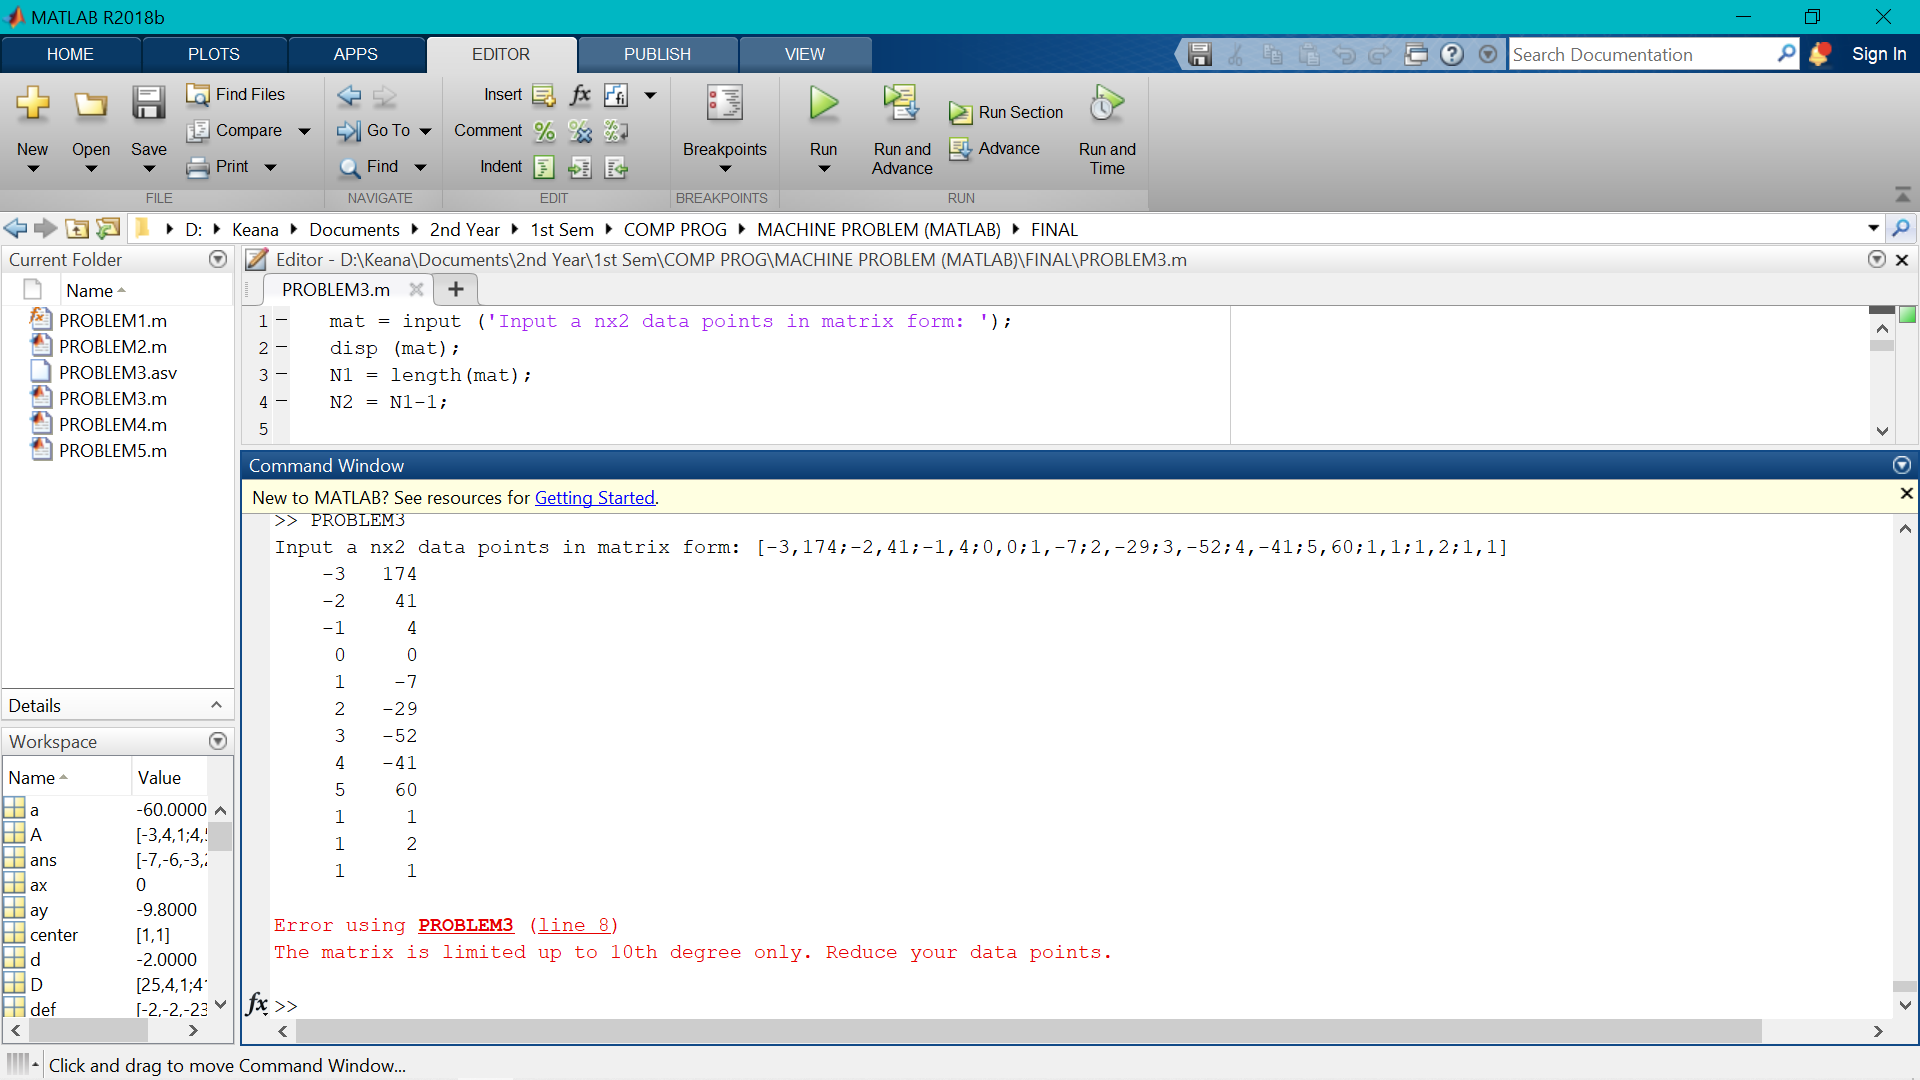 MATLAB R2018b
HOME PLOTS APPS EDITOR PUBLISH VIEW
Search Documentation
Sign In
New
Open
Save
Find Files
Compare
Print
FILE
Go To
Find
NAVIGATE
Insert fx fi
Comment
Indent
EDIT
Breakpoints
BREAKPOINTS
Run
Run and
Advance
Run Section
Advance
Run and
Time
RUN
D: Keana Documents 2nd Year 1st Sem COMP PROG MACHINE PROBLEM (MATLAB) FINAL
Current Folder
Name
PROBLEM1.m
PROBLEM2.m
PROBLEM3.asv
PROBLEM3.m
PROBLEM4.m
PROBLEM5.m
Details
Workspace
Name Value
a -60.0000
A [-3,4,1;4,
ans [-7,-6,-3,
ax 0
ay -9.8000
center [1,1]
d -2.0000
D [25,4,1;4
def [-2,-2,-23
Editor - D:\Keana\Documents\2nd Year\1st Sem\COMP PROG\MACHINE PROBLEM (MATLAB)\FINAL\PROBLEM3.m
PROBLEM3.m
1 - mat = input ('Input a nx2 data points in matrix form: ');
2 - disp (mat);
3 - N1 = length(mat);
4 - N2 = N1-1;
5
Command Window
New to MATLAB? See resources for Getting Started.
>> PROBLEM3
Input a nx2 data points in matrix form: [-3,174;-2,41;-1,4;0,0;1,-7;2,-29;3,-52;4,-41;5,60;1,1;1,2;1,1]
-3 174
-2 41
-1 4
0 0
1 -7
2 -29
3 -52
4 -41
5 60
1 1
1 2
1 1
Error using PROBLEM3 (line 8)
The matrix is limited up to 10th degree only. Reduce your data points.
fx >>
Click and drag to move Command Window...